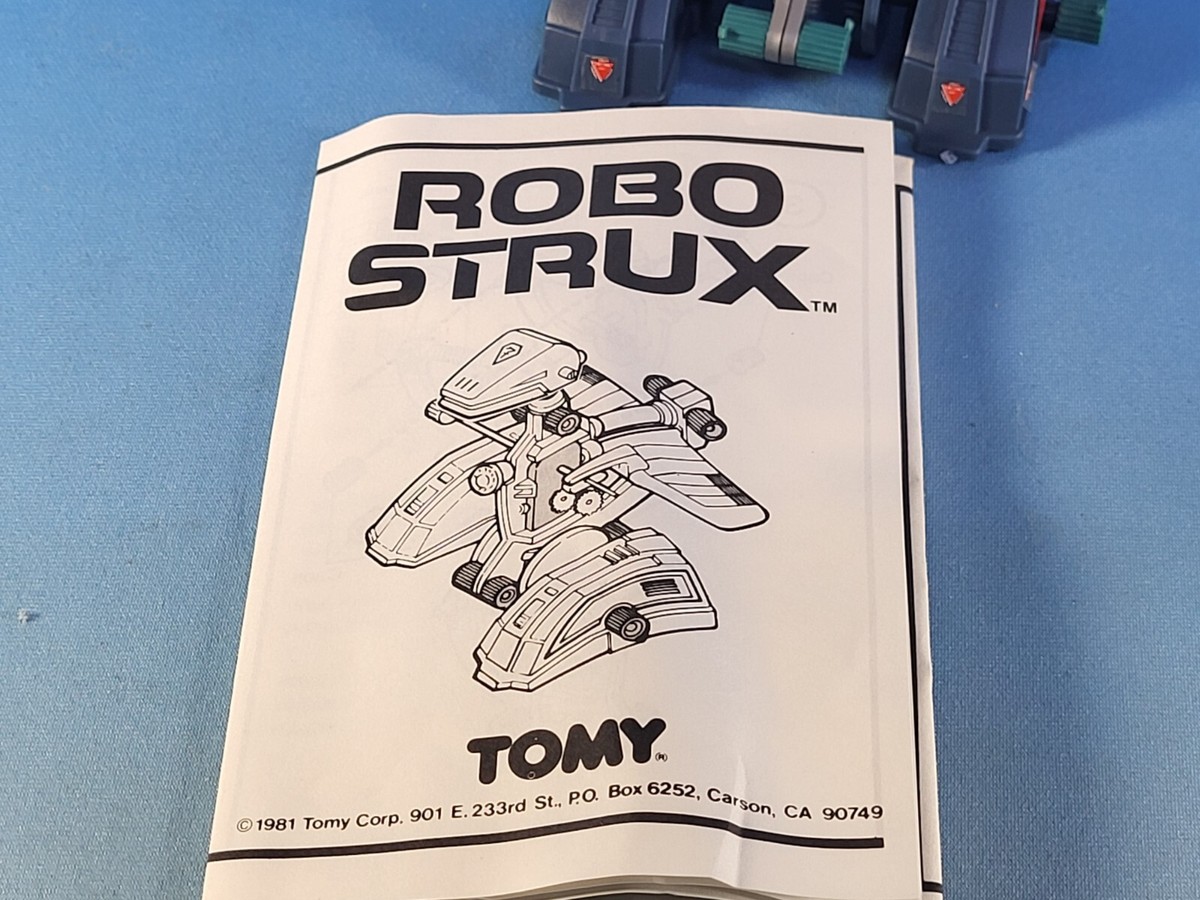 ROBO
STRUX™
TOMY®
©1981 Tomy Corp. 901 E. 233rd St., P.O. Box 6252, Carson, CA 90749